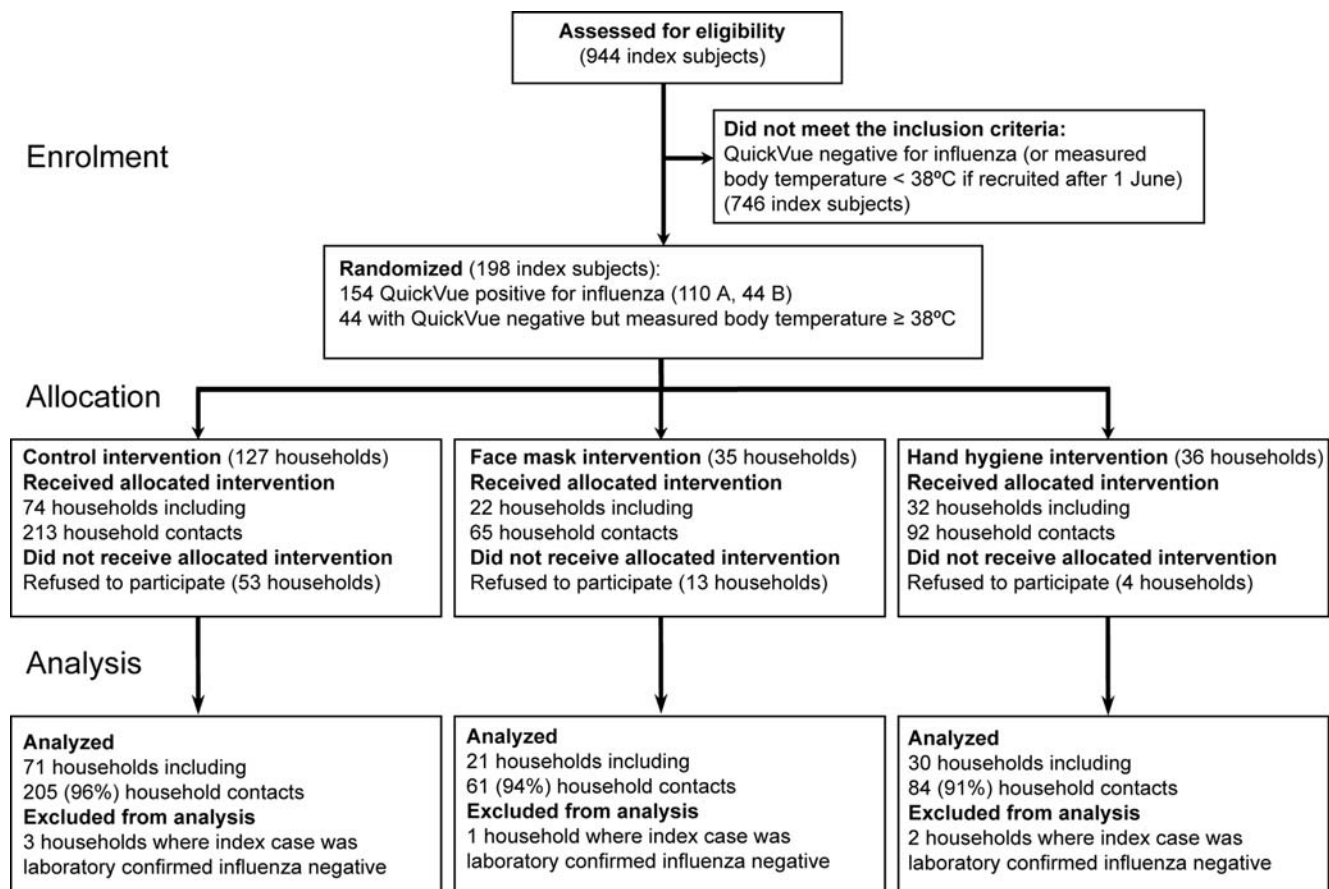 Assessed for eligibility
(944 index subjects)
Enrolment
Did not meet the inclusion criteria:
QuickVue negative for influenza (or measured
body temperature < 38ºC if recruited after 1 June)
(746 index subjects)
Randomized (198 index subjects):
154 QuickVue positive for influenza (110 A, 44 B)
44 with QuickVue negative but measured body temperature ≥ 38ºC
Allocation
Control intervention (127 households)
Received allocated intervention
74 households including
213 household contacts
Did not receive allocated intervention
Refused to participate (53 households)
Face mask intervention (35 households)
Received allocated intervention
22 households including
65 household contacts
Did not receive allocated intervention
Refused to participate (13 households)
Hand hygiene intervention (36 households)
Received allocated intervention
32 households including
92 household contacts
Did not receive allocated intervention
Refused to participate (4 households)
Analysis
Analyzed
71 households including
205 (96%) household contacts
Excluded from analysis
3 households where index case was
laboratory confirmed influenza negative
Analyzed
21 households including
61 (94%) household contacts
Excluded from analysis
1 household where index case was
laboratory confirmed influenza negative
Analyzed
30 households including
84 (91%) household contacts
Excluded from analysis
2 households where index case was
laboratory confirmed influenza negative